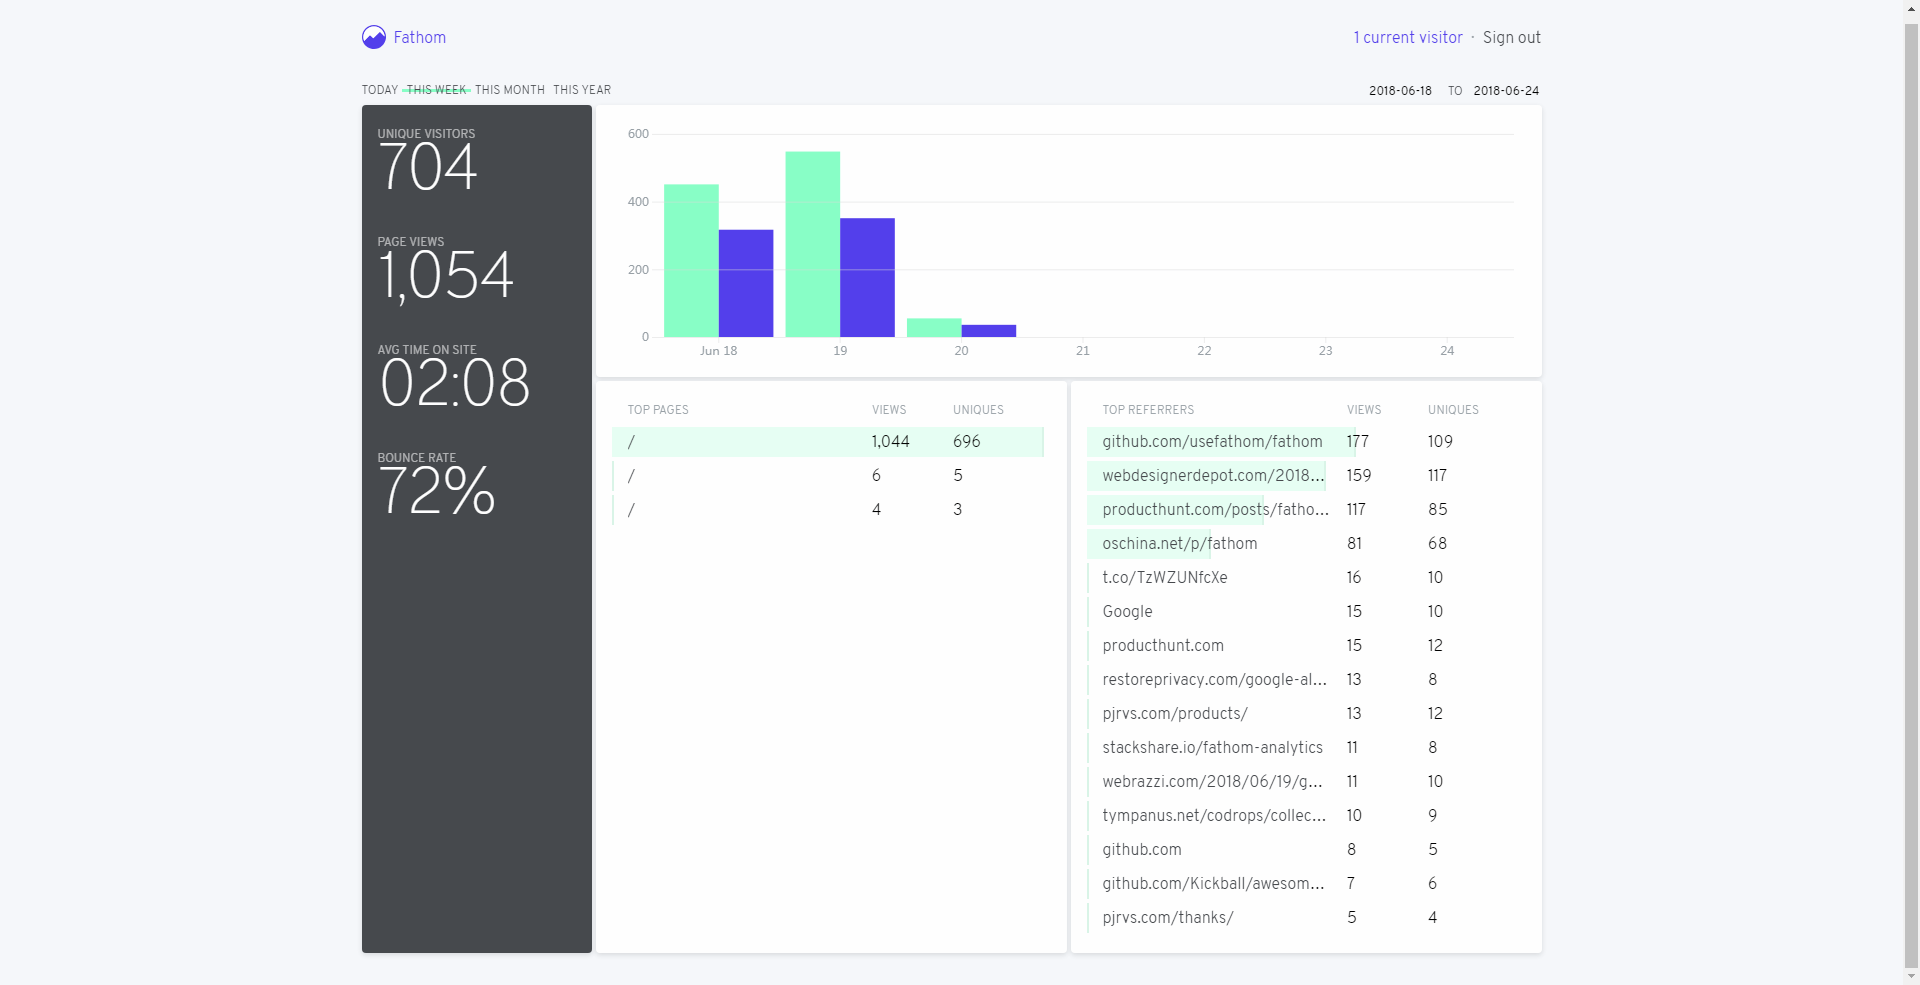 Fathom
1 current visitor · Sign out
TODAY THIS WEEK THIS MONTH THIS YEAR
2018-06-18 TO 2018-06-24
UNIQUE VISITORS
704
PAGE VIEWS
1,054
AVG TIME ON SITE
02:08
BOUNCE RATE
72%
600
400
200
0
Jun 18 19 20 21 22 23 24
TOP PAGES VIEWS UNIQUES
/ 1,044 696
/ 6 5
/ 4 3
TOP REFERRERS VIEWS UNIQUES
github.com/usefathom/fathom 177 109
webdesignerdepot.com/2018... 159 117
producthunt.com/posts/fatho... 117 85
oschina.net/p/fathom 81 68
t.co/TzWZUNfcXe 16 10
Google 15 10
producthunt.com 15 12
restoreprivacy.com/google-al... 13 8
pjrvs.com/products/ 13 12
stackshare.io/fathom-analytics 11 8
webrazzi.com/2018/06/19/g... 11 10
tympanus.net/codrops/collec... 10 9
github.com 8 5
github.com/Kickball/awesom... 7 6
pjrvs.com/thanks/ 5 4